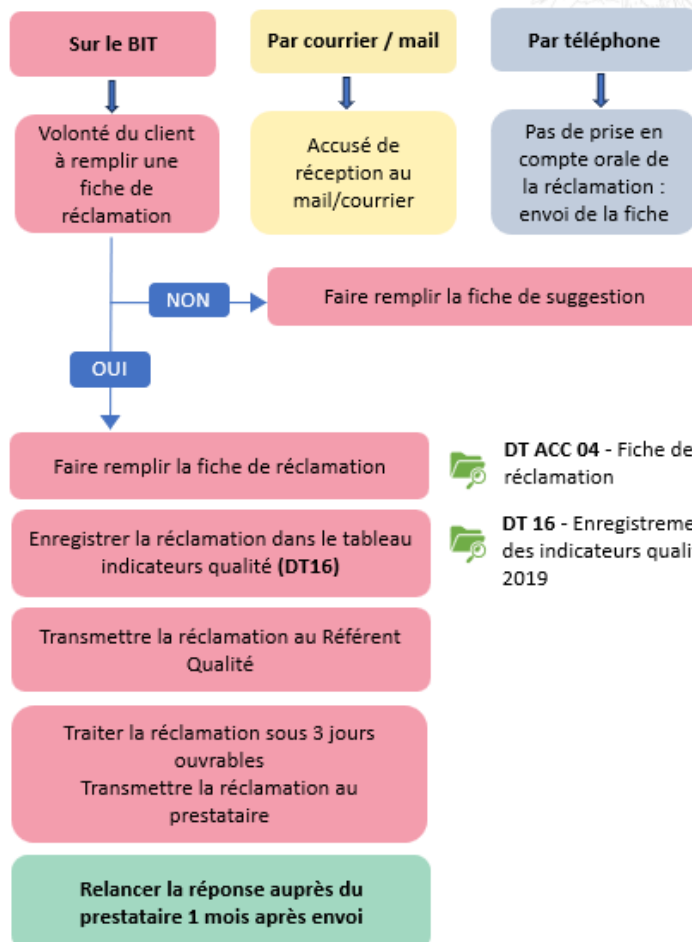 Sur le BIT
Par courrier / mail
Par téléphone
Volonté du client
à remplir une
fiche de
réclamation
Accusé de
réception au
mail/courrier
Pas de prise en
compte orale de
la réclamation :
envoi de la fiche
NON
Faire remplir la fiche de suggestion
OUI
Faire remplir la fiche de réclamation
DT ACC 04 - Fiche de
réclamation
Enregistrer la réclamation dans le tableau
indicateurs qualité (DT16)
DT 16 -
des indicateurs
2019
Transmettre la réclamation au Référent
Qualité
Traiter la réclamation sous 3 jours
ouvrables
Transmettre la réclamation au
prestataire
Relancer la réponse auprès du
prestataire 1 mois après envoi